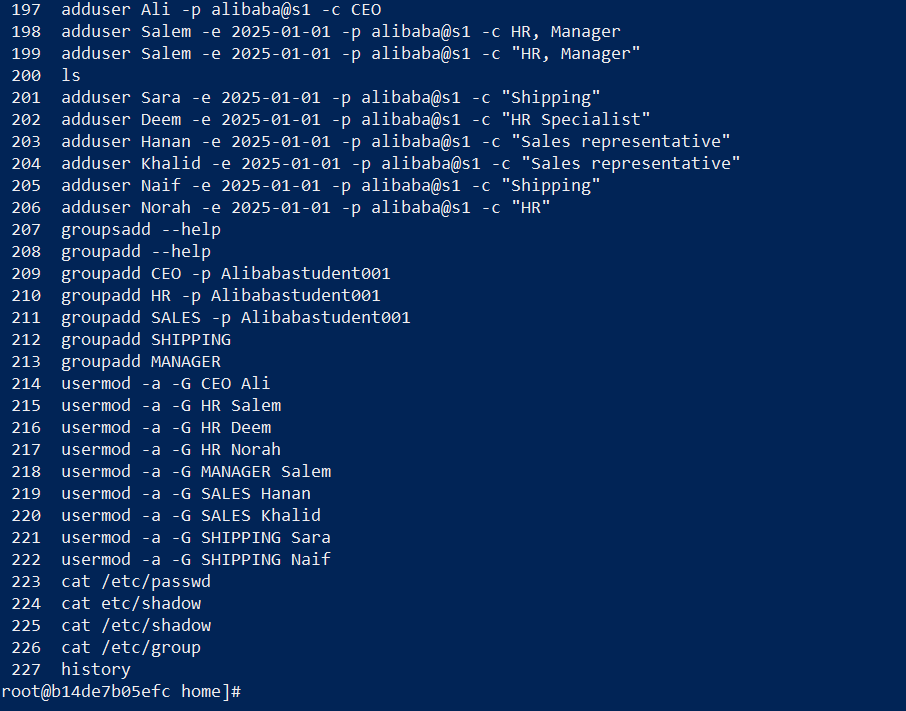 197 adduser Ali -p alibaba@s1 -c CEO
198 adduser Salem -e 2025-01-01 -p alibaba@s1 -c HR, Manager
199 adduser Salem -e 2025-01-01 -p alibaba@s1 -c "HR, Manager"
200 ls
201 adduser Sara -e 2025-01-01 -p alibaba@s1 -c "Shipping"
202 adduser Deem -e 2025-01-01 -p alibaba@s1 -c "HR Specialist"
203 adduser Hanan -e 2025-01-01 -p alibaba@s1 -c "Sales representative"
204 adduser Khalid -e 2025-01-01 -p alibaba@s1 -c "Sales representative"
205 adduser Naif -e 2025-01-01 -p alibaba@s1 -c "Shipping"
206 adduser Norah -e 2025-01-01 -p alibaba@s1 -c "HR"
207 groupsadd --help
208 groupadd --help
209 groupadd CEO -p Alibabastudent001
210 groupadd HR -p Alibabastudent001
211 groupadd SALES -p Alibabastudent001
212 groupadd SHIPPING
213 groupadd MANAGER
214 usermod -a -G CEO Ali
215 usermod -a -G HR Salem
216 usermod -a -G HR Deem
217 usermod -a -G HR Norah
218 usermod -a -G MANAGER Salem
219 usermod -a -G SALES Hanan
220 usermod -a -G SALES Khalid
221 usermod -a -G SHIPPING Sara
222 usermod -a -G SHIPPING Naif
223 cat /etc/passwd
224 cat etc/shadow
225 cat /etc/shadow
226 cat /etc/group
227 history
root@b14de7b05efc home]#